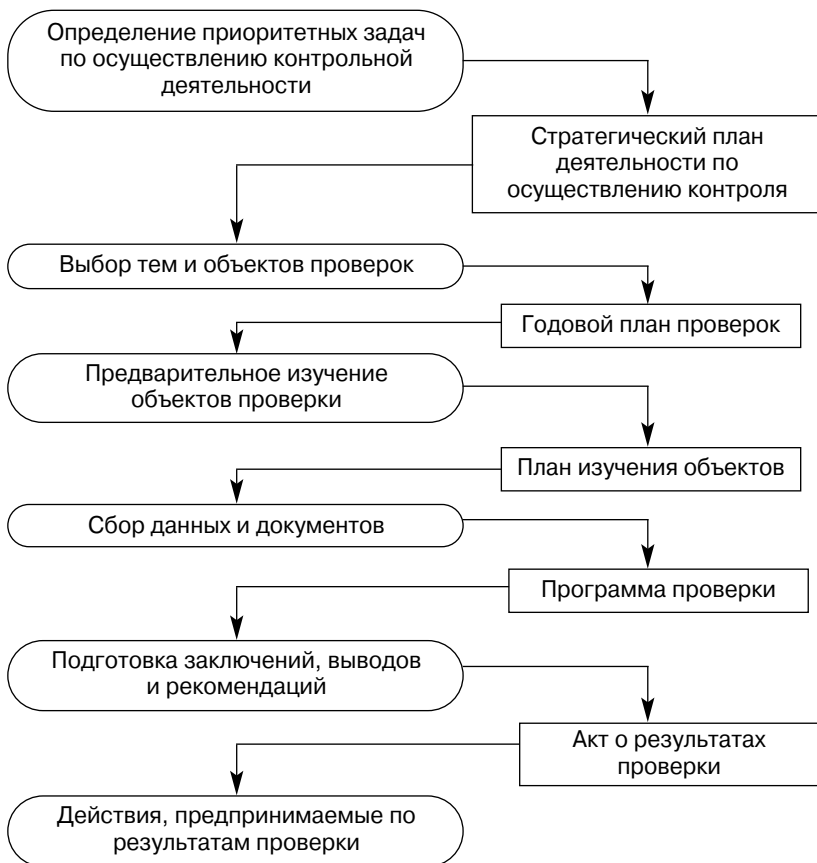 Определение приоритетных задач
по осуществлению контрольной
деятельности
Стратегический план
деятельности по
осуществлению контроля
Выбор тем и объектов проверок
Годовой план проверок
Предварительное изучение
объектов проверки
План изучения объектов
Сбор данных и документов
Программа проверки
Подготовка заключений, выводов
и рекомендаций
Акт о результатах
проверки
Действия, предпринимаемые по
результатам проверки